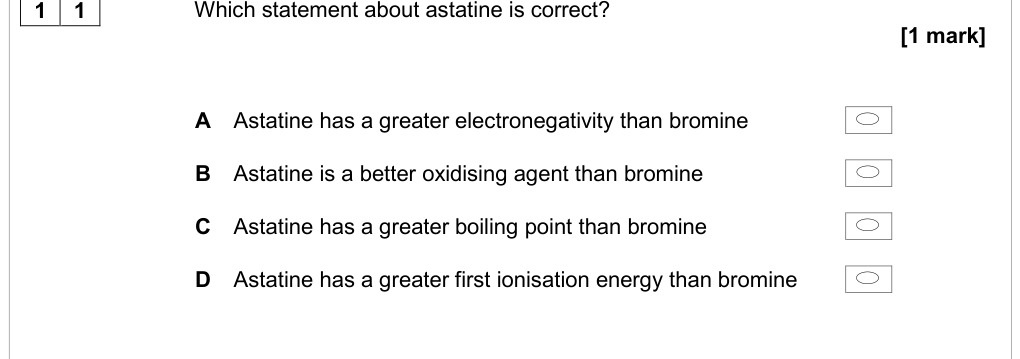 1 1 Which statement about astatine is correct?
[1 mark]
A Astatine has a greater electronegativity than bromine
B Astatine is a better oxidising agent than bromine
C Astatine has a greater boiling point than bromine
D Astatine has a greater first ionisation energy than bromine